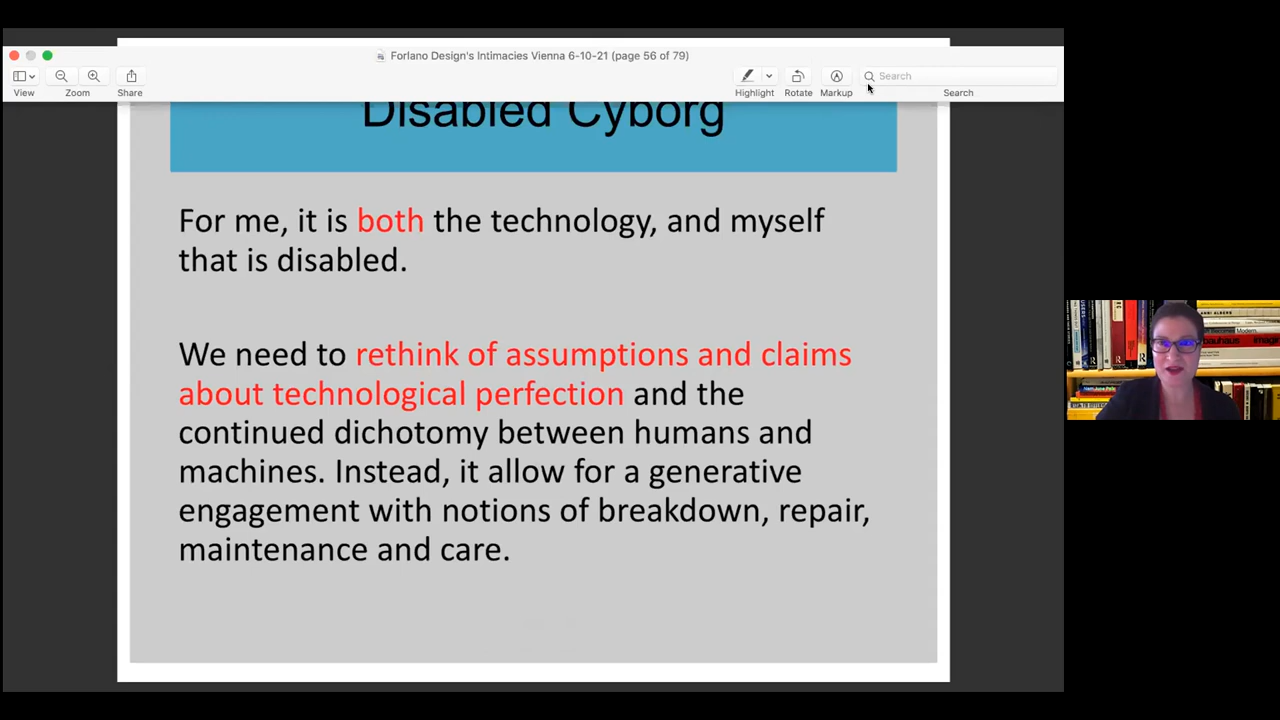 Forlano Design's Intimacies Vienna 6-10-21 (page 56 of 79)
View
Zoom
Share
Highlight
Rotate
Markup
Search
Search
Disabled Cyborg
For me, it is both the technology, and myself
that is disabled.
We need to rethink of assumptions and claims
about technological perfection and the
continued dichotomy between humans and
machines. Instead, it allow for a generative
engagement with notions of breakdown, repair,
maintenance and care.
bauhaus